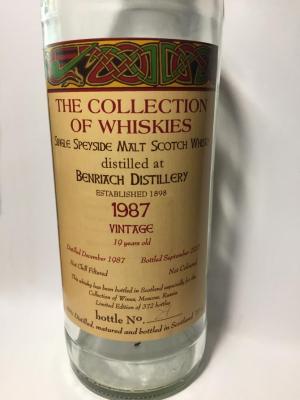 THE COLLECTION
OF WHISKIES
SINGLE SPEYSIDE MALT SCOTCH WHISKY
distilled at
BENRIACH DISTILLERY
ESTABLISHED 1898
1987
VINTAGE
19 years old
Distilled December 1987 Bottled September
Not Chill Filtered Not Coloured
The whisky has been bottled in Scotland especially for the
Collection of Wines, Moscow, Russia
Limited Edition of 372 bottles
bottle No.
Distilled, matured and bottled in Scotland